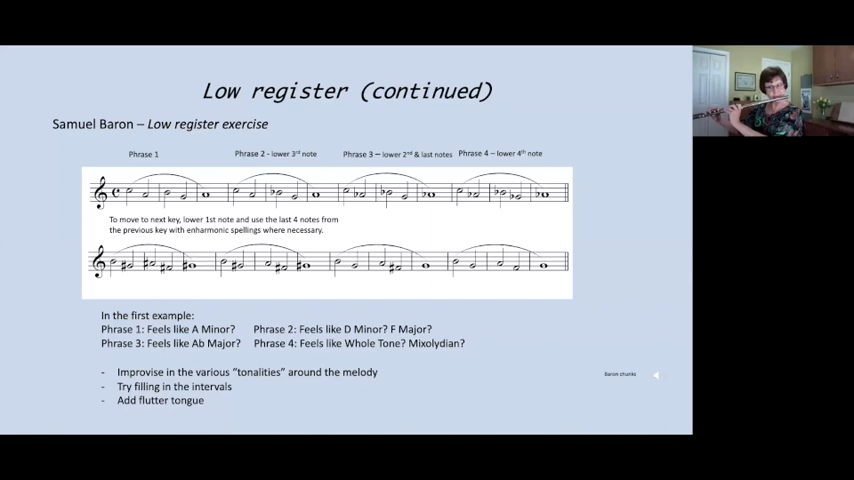 Low register (continued)
Samuel Baron – Low register exercise
Phrase 1
Phrase 2 - lower 3rd note
Phrase 3 – lower 2nd & last notes
Phrase 4 – lower 4th note
To move to next key, lower 1st note and use the last 4 notes from
the previous key with enharmonic spellings where necessary.
In the first example:
Phrase 1: Feels like A Minor? Phrase 2: Feels like D Minor? F Major?
Phrase 3: Feels like Ab Major? Phrase 4: Feels like Whole Tone? Mixolydian?
- Improvise in the various “tonalities” around the melody
- Try filling in the intervals
- Add flutter tongue
Baron chunks